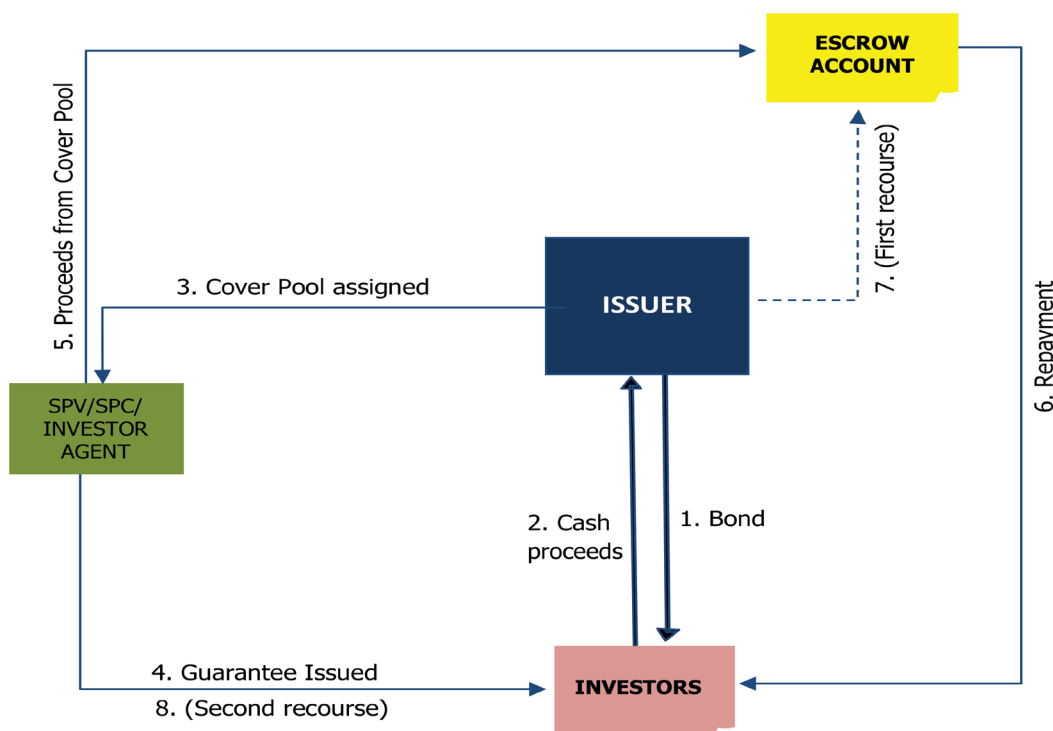 ESCROW
ACCOUNT
5. Proceeds from Cover Pool
7. (First recourse)
3. Cover Pool assigned
ISSUER
6. Repayment
SPV/SPC/
INVESTOR
AGENT
2. Cash
proceeds
1. Bond
4. Guarantee Issued
8. (Second recourse)
INVESTORS